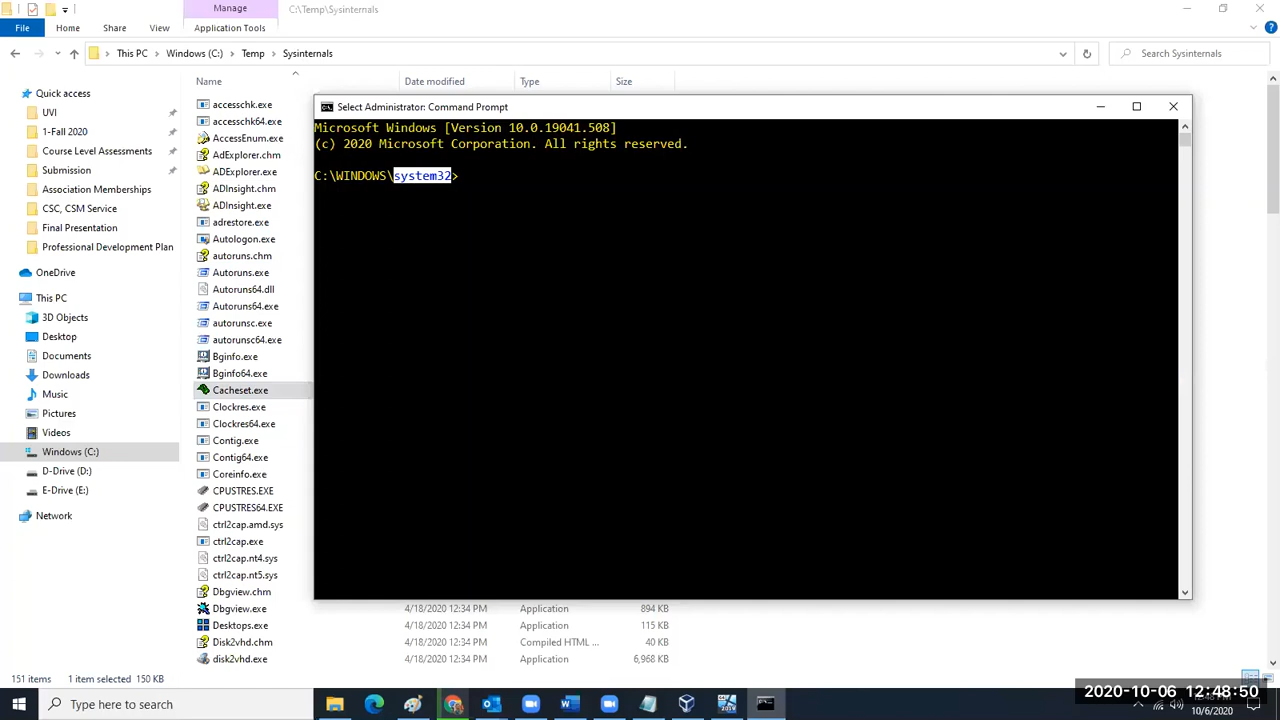 Manage
C:\Temp\Sysinternals
File
Home
Share
View
Application Tools
This PC
Windows (C:)
Temp
Sysinternals
Search Sysinternals
Name
Date modified
Type
Size
Quick access
UVI
1-Fall 2020
Course Level Assessments
Submission
Association Memberships
CSC, CSM Service
Final Presentation
Professional Development Plan
OneDrive
This PC
3D Objects
Desktop
Documents
Downloads
Music
Pictures
Videos
Windows (C:)
D-Drive (D:)
E-Drive (E:)
Network
accesschk.exe
accesschk64.exe
AccessEnum.exe
AdExplorer.chm
ADExplorer.exe
ADInsight.chm
ADInsight.exe
adrestore.exe
Autologon.exe
autoruns.chm
Autoruns.exe
Autoruns64.dll
Autoruns64.exe
autorunsc.exe
autorunsc64.exe
Bginfo.exe
Bginfo64.exe
Cacheset.exe
Clockres.exe
Clockres64.exe
Contig.exe
Contig64.exe
Coreinfo.exe
CPUSTRES.EXE
CPUSTRES64.EXE
ctrl2cap.amd.sys
ctrl2cap.exe
ctrl2cap.nt4.sys
ctrl2cap.nt5.sys
Dbgview.chm
Dbgview.exe 4/18/2020 12:34 PM Application 894 KB
Desktops.exe 4/18/2020 12:34 PM Application 115 KB
Disk2vhd.chm 4/18/2020 12:34 PM Compiled HTML ... 40 KB
disk2vhd.exe 4/18/2020 12:34 PM Application 6,968 KB
Select Administrator: Command Prompt
Microsoft Windows [Version 10.0.19041.508]
(c) 2020 Microsoft Corporation. All rights reserved.
C:\WINDOWS\system32>
151 items
1 item selected 150 KB
Type here to search
2020-10-06 12:48:50
10/6/2020